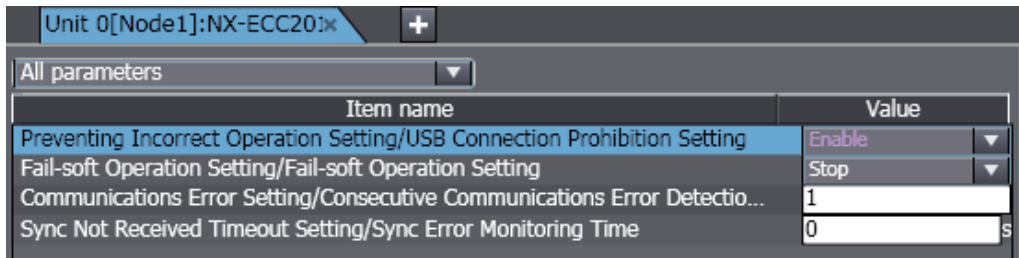 Unit 0[Node1]:NX-ECC20
All parameters
Item name Value
Preventing Incorrect Operation Setting/USB Connection Prohibition Setting Enable
Fail-soft Operation Setting/Fail-soft Operation Setting Stop
Communications Error Setting/Consecutive Communications Error Detectio... 1
Sync Not Received Timeout Setting/Sync Error Monitoring Time 0 s